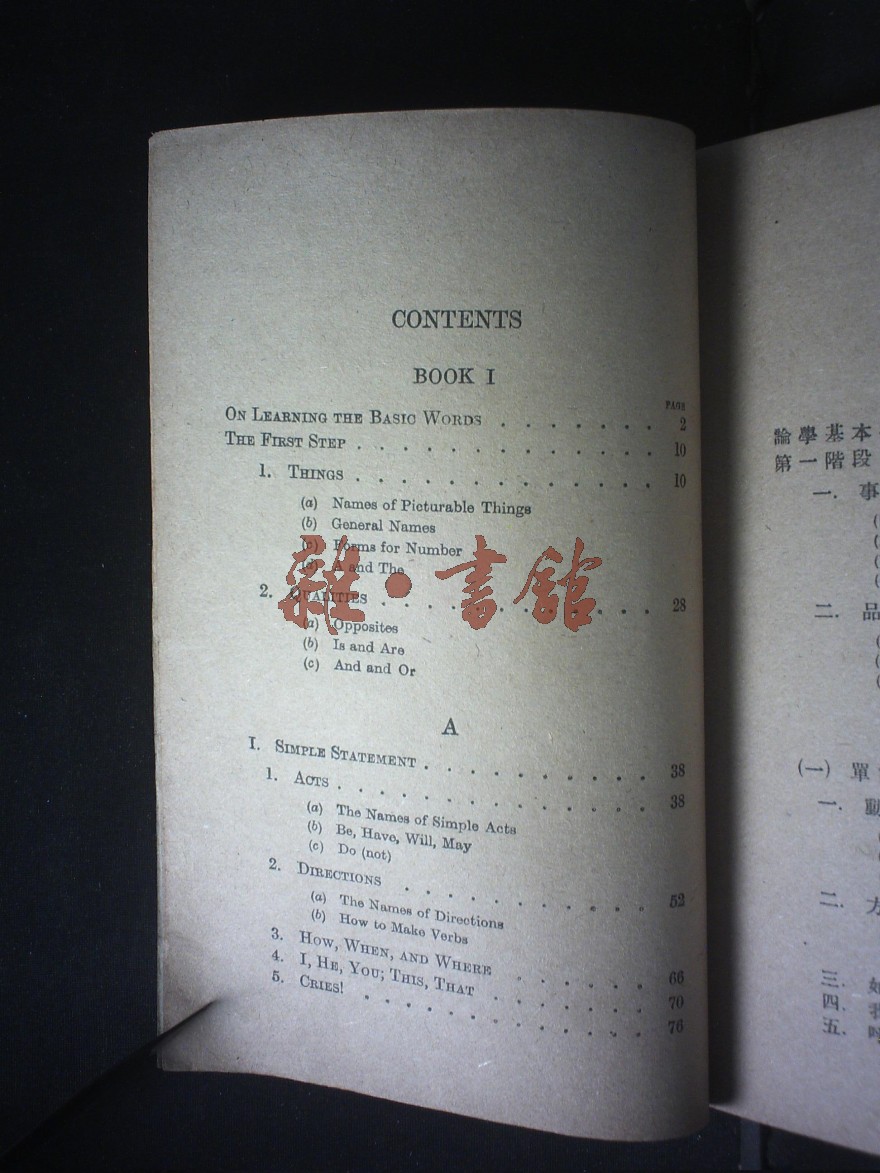 CONTENTS
BOOK I
PAGE
ON LEARNING THE BASIC WORDS . . . . . . . 2
THE FIRST STEP . . . . . . . . . . . . . 10
1. THINGS . . . . . . . . . . . . . 10
(a) Names of Picturable Things
(b) General Names
(c) Forms for Number
(d) A and The
2. QUALITIES . . . . . . . . . . . . 28
(a) Opposites
(b) Is and Are
(c) And and Or
A
I. SIMPLE STATEMENT . . . . . . . . . 38
1. ACTS . . . . . . . . . . . . . 38
(a) The Names of Simple Acts
(b) Be, Have, Will, May
(c) Do (not)
2. DIRECTIONS . . . . . . . . . . 52
(a) The Names of Directions
(b) How to Make Verbs
3. HOW, WHEN, AND WHERE . . . . . . 66
4. I, HE, YOU; THIS, THAT . . . . . . . 70
5. CRIES! . . . . . . . . . . . 76
雜·書館
論學基本
第一階段
一. 事
二. 品
(一) 單
一.
二. 方
三.
四. 我
五.